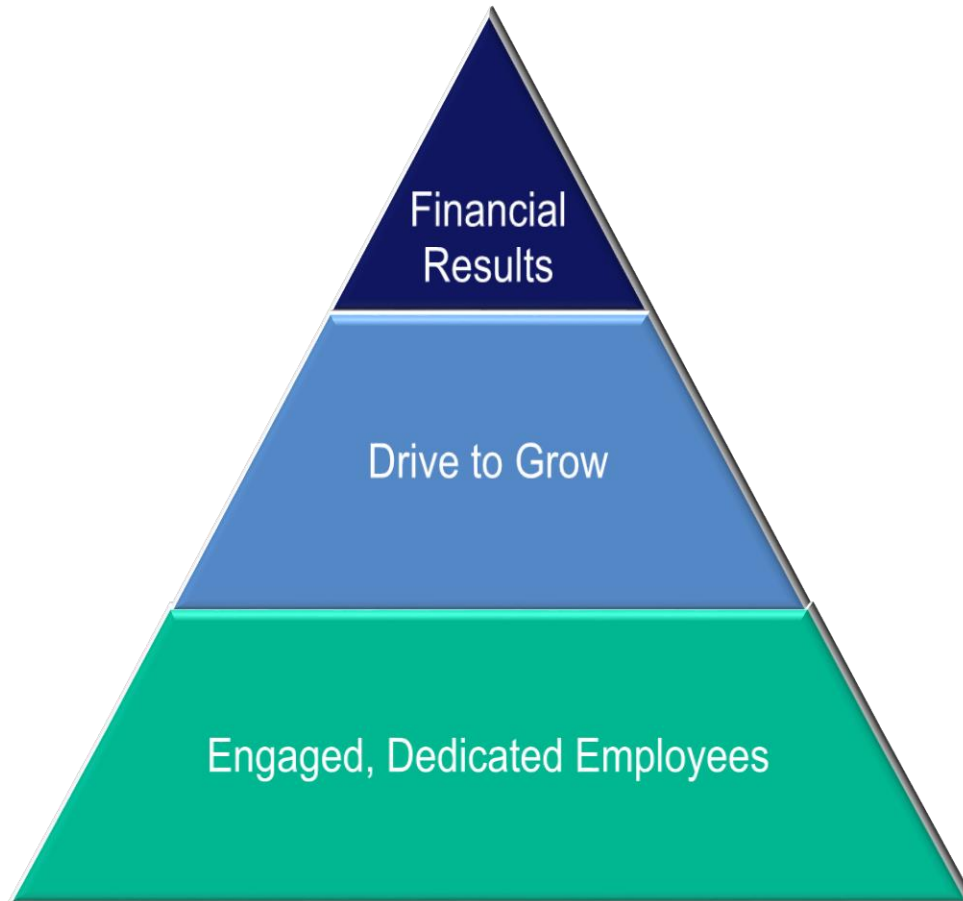 Financial
Results
Drive to Grow
Engaged, Dedicated Employees